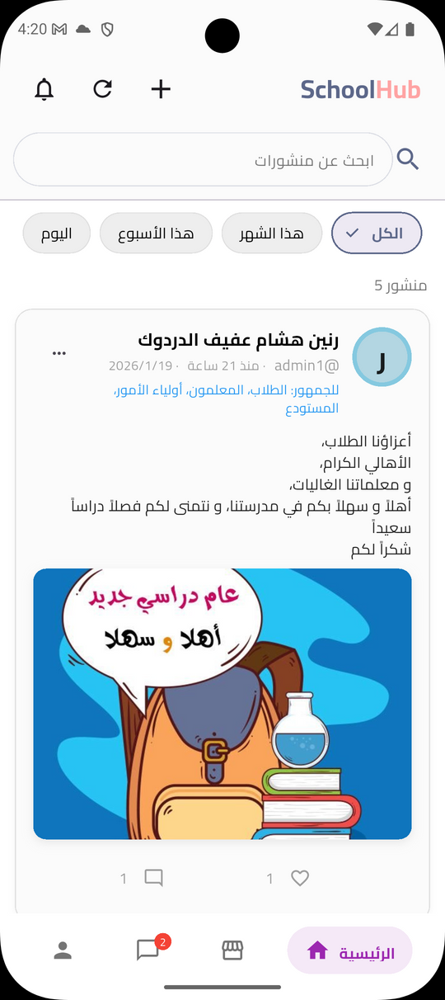 4:20
SchoolHub
ابحث عن منشورات
الكل
هذا الشهر
هذا الأسبوع
اليوم
5 منشور
رنين هشام عفيف الدردوك
@admin1 · منذ 21 ساعة · 2026/1/19
للجمهور: الطلاب، المعلمون، أولياء الأمور،
المستودع
ر
أعزاؤنا الطلاب،
الأهالي الكرام،
و معلماتنا الغاليات،
أهلاً و سهلاً بكم في مدرستنا، و نتمنى لكم فصلاً دراساً
سعيداً
شكراً لكم
عام دراسي جديد
أهلا و سهلا
1
1
الرئيسية
2